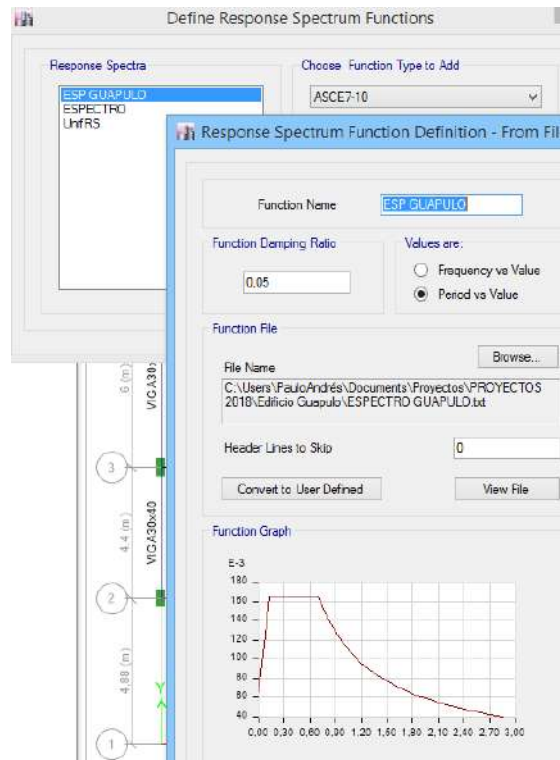 Define Response Spectrum Functions
Response Spectra
Choose Function Type to Add
ESP GUAPULO
ESPECTRO
UnifRS
ASCE7-10
Response Spectrum Function Definition - From Fil
Function Name
ESP GUAPULO
Function Damping Ratio
0.05
Values are:
Frequency vs Value
Period vs Value
Function File
File Name
Browse...
C:\Users\PauloAndrés\Documents\Proyectos\PROYECTOS
2018\Edificio Guapulo\ESPECTRO GUAPULO.txt
Header Lines to Skip
0
Convert to User Defined
View File
Function Graph
E-3
180
160
140
120
100
80
60
40
0,00 0,30 0,60 0,90 1,20 1,50 1,80 2,10 2,40 2,70 3,00
6 (m)
VIGA30x
3
4.4 (m)
VIGA30x40
2
4,88 (m)
Y
1